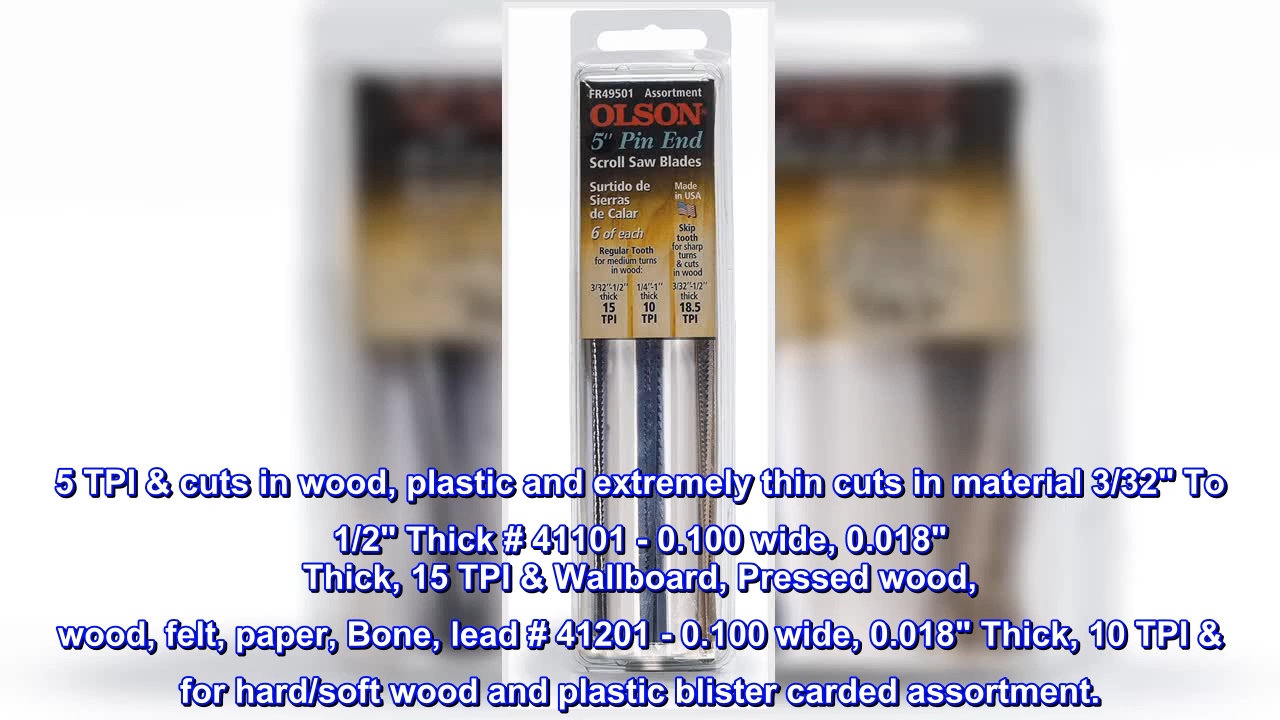 FR49501 Assortment
OLSON
5" Pin End
Scroll Saw Blades
Surtido de
Sierras
de Calar
6 of each
Made
in USA
Regular Tooth
for medium turns
in wood:
Skip
tooth
for sharp
turns
& cuts
in wood
3/32"-1/2"
thick
15
TPI
1/4"-1"
thick
10
TPI
3/32"-1/2"
thick
18.5
TPI
5 TPI & cuts in wood, plastic and extremely thin cuts in material 3/32" To
1/2" Thick # 41101 - 0.100 wide, 0.018"
Thick, 15 TPI & Wallboard, Pressed wood,
wood, felt, paper, Bone, lead # 41201 - 0.100 wide, 0.018" Thick, 10 TPI &
for hard/soft wood and plastic blister carded assortment.